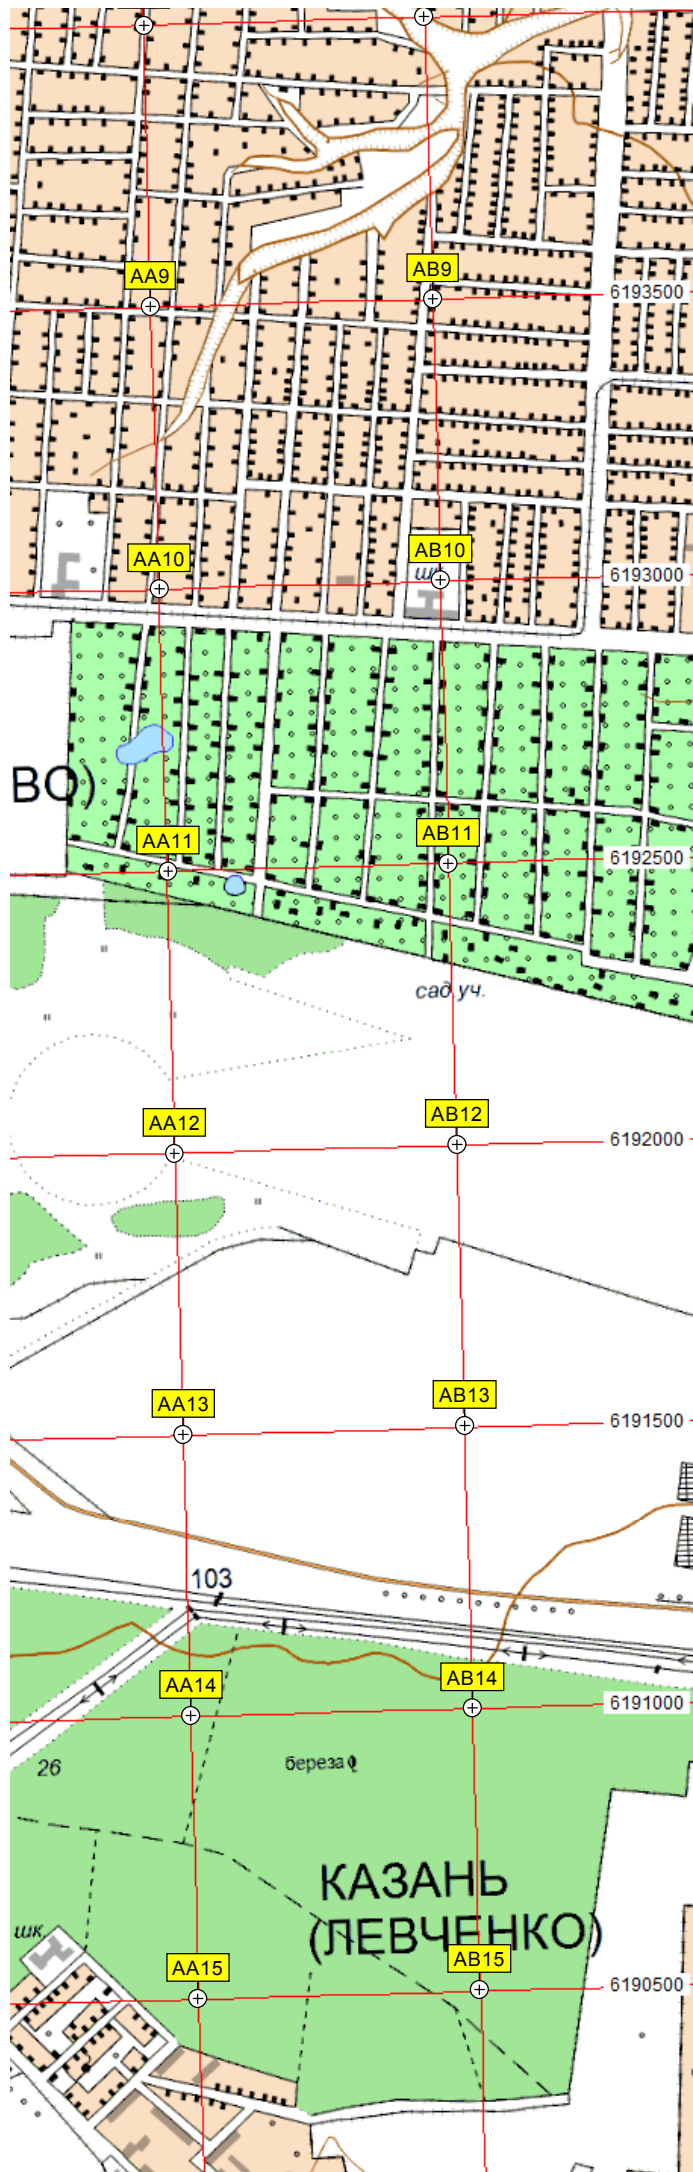 AA9
AB9
6193500
AA10
AB10
шк.
6193000
ВО)
AA11
AB11
6192500
сад.уч.
AA12
AB12
6192000
AA13
AB13
6191500
103
AA14
AB14
6191000
26
береза
КАЗАНЬ
(ЛЕВЧЕНКО)
шк.
AA15
AB15
6190500